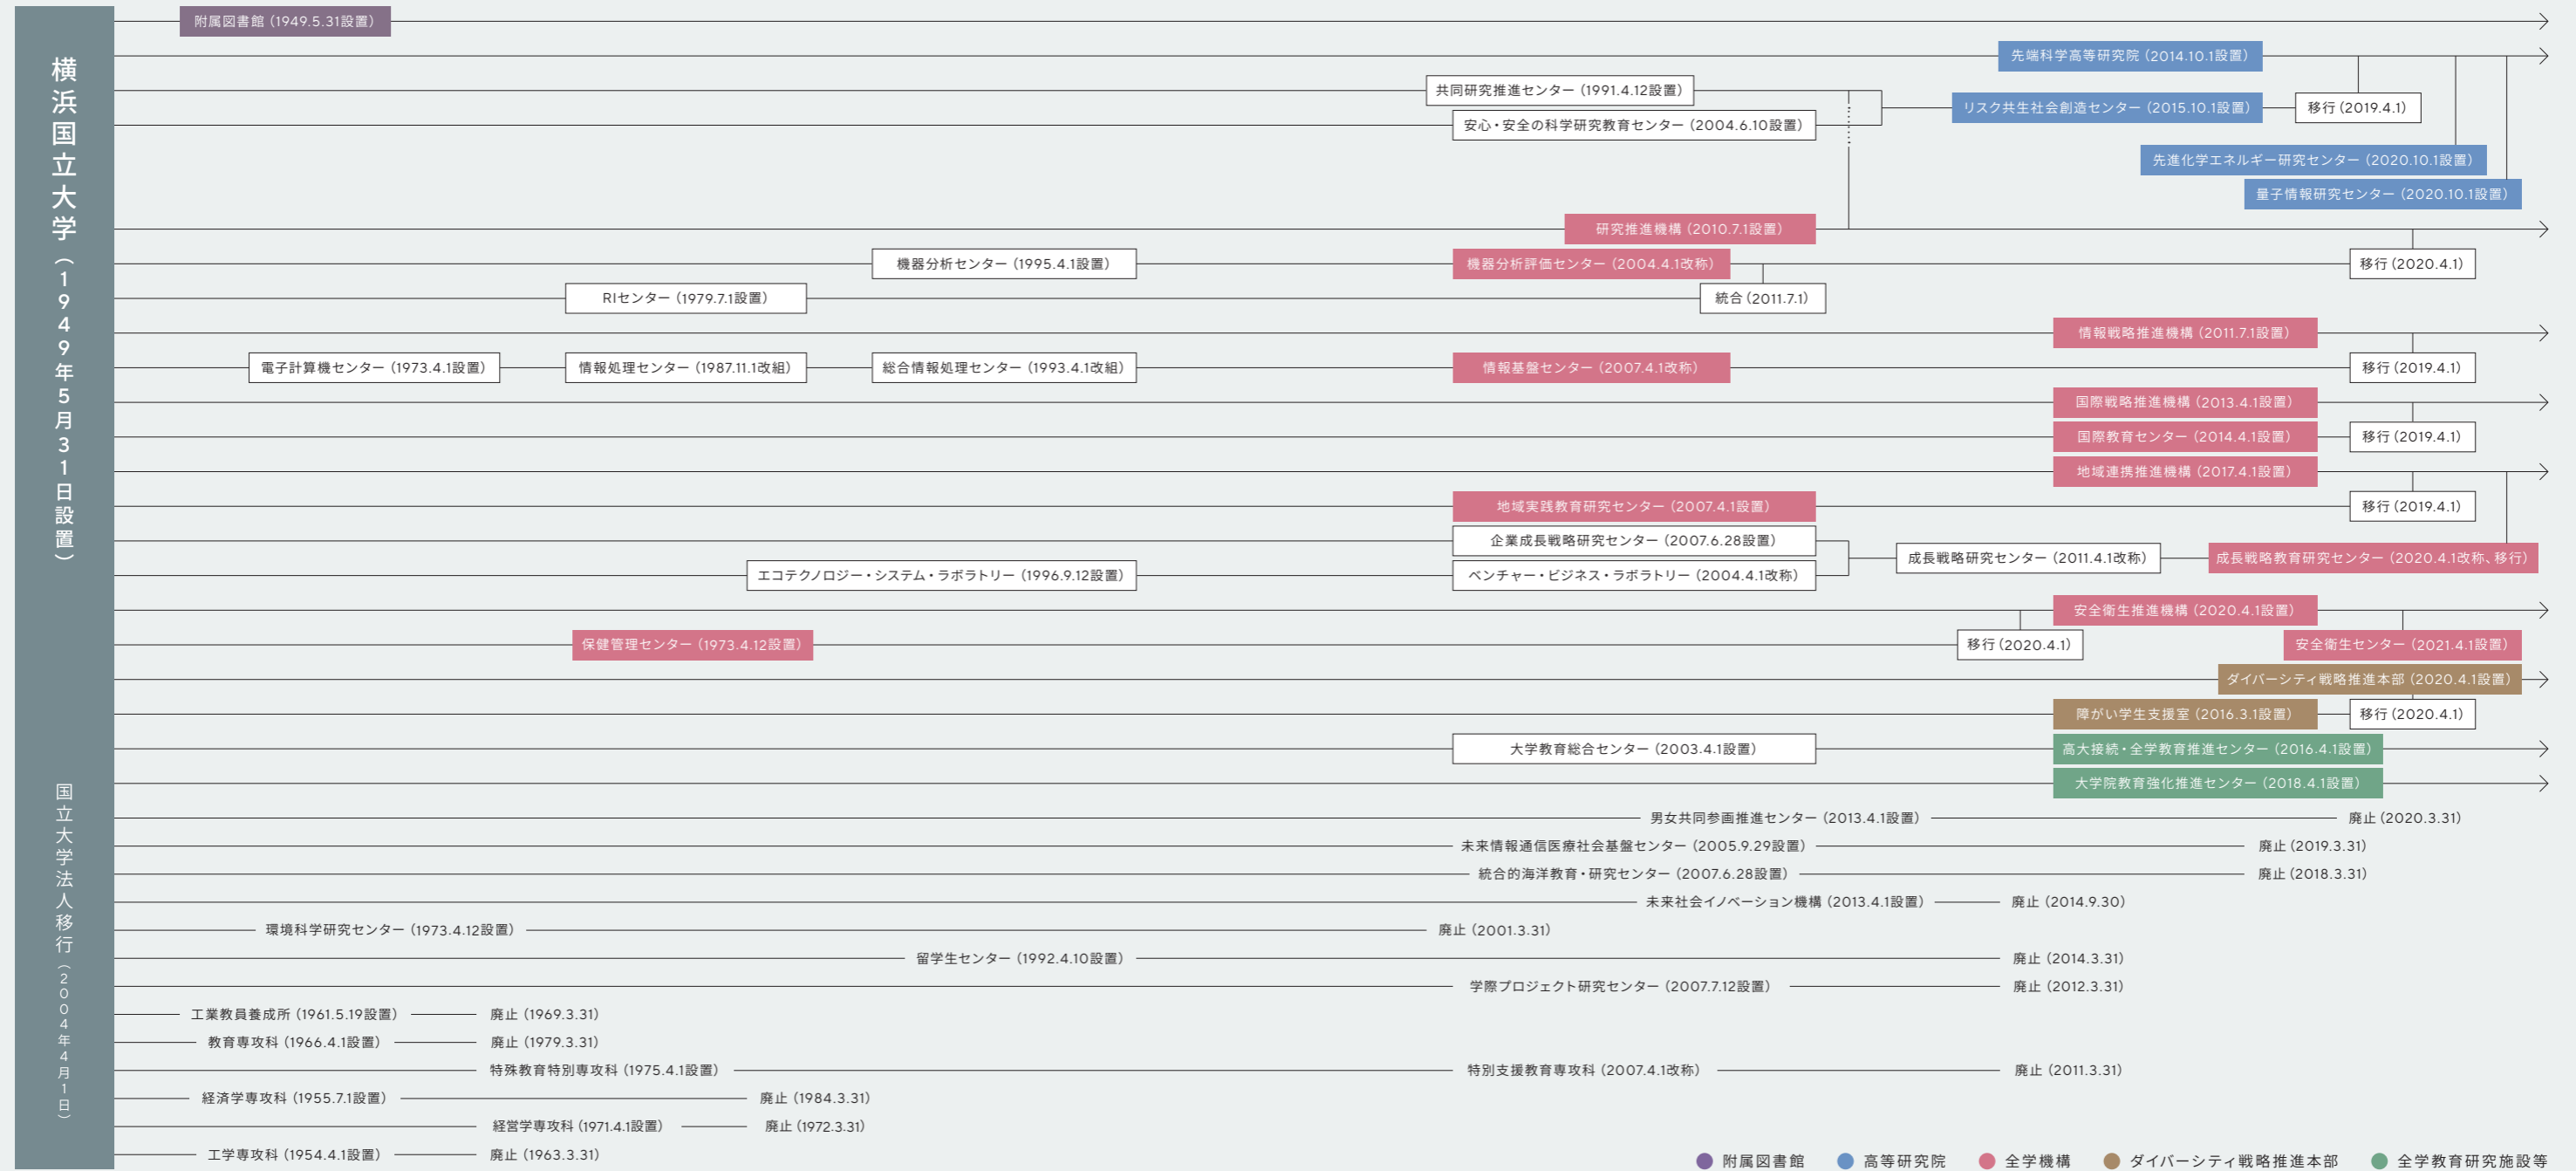 横浜国立大学（1949年5月31日設置）
国立大学法人移行（2004年4月1日）
附属図書館（1949.5.31設置）
先端科学高等研究院（2014.10.1設置）
共同研究推進センター（1991.4.12設置）
リスク共生社会創造センター（2015.10.1設置）
移行（2019.4.1）
安心・安全の科学研究教育センター（2004.6.10設置）
先進化学エネルギー研究センター（2020.10.1設置）
量子情報研究センター（2020.10.1設置）
研究推進機構（2010.7.1設置）
機器分析センター（1995.4.1設置）
機器分析評価センター（2004.4.1改称）
移行（2020.4.1）
RIセンター（1979.7.1設置）
統合（2011.7.1）
情報戦略推進機構（2011.7.1設置）
電子計算機センター（1973.4.1設置）
情報処理センター（1987.11.1改組）
総合情報処理センター（1993.4.1改組）
情報基盤センター（2007.4.1改称）
移行（2019.4.1）
国際戦略推進機構（2013.4.1設置）
国際教育センター（2014.4.1設置）
移行（2019.4.1）
地域連携推進機構（2017.4.1設置）
地域実践教育研究センター（2007.4.1設置）
移行（2019.4.1）
企業成長戦略研究センター（2007.6.28設置）
成長戦略研究センター（2011.4.1改称）
成長戦略教育研究センター（2020.4.1改称、移行）
エコテクノロジー・システム・ラボラトリー（1996.9.12設置）
ベンチャー・ビジネス・ラボラトリー（2004.4.1改称）
安全衛生推進機構（2020.4.1設置）
保健管理センター（1973.4.12設置）
移行（2020.4.1）
安全衛生センター（2021.4.1設置）
ダイバーシティ戦略推進本部（2020.4.1設置）
障がい学生支援室（2016.3.1設置）
移行（2020.4.1）
大学教育総合センター（2003.4.1設置）
高大接続・全学教育推進センター（2016.4.1設置）
大学院教育強化推進センター（2018.4.1設置）
男女共同参画推進センター（2013.4.1設置）
廃止（2020.3.31）
未来情報通信医療社会基盤センター（2005.9.29設置）
廃止（2019.3.31）
統合的海洋教育・研究センター（2007.6.28設置）
廃止（2018.3.31）
未来社会イノベーション機構（2013.4.1設置）
廃止（2014.9.30）
環境科学研究センター（1973.4.12設置）
廃止（2001.3.31）
留学生センター（1992.4.10設置）
廃止（2014.3.31）
学際プロジェクト研究センター（2007.7.12設置）
廃止（2012.3.31）
工業教員養成所（1961.5.19設置）
廃止（1969.3.31）
教育専攻科（1966.4.1設置）
廃止（1979.3.31）
特殊教育特別専攻科（1975.4.1設置）
特別支援教育専攻科（2007.4.1改称）
廃止（2011.3.31）
経済学専攻科（1955.7.1設置）
廃止（1984.3.31）
経営学専攻科（1971.4.1設置）
廃止（1972.3.31）
工学専攻科（1954.4.1設置）
廃止（1963.3.31）
附属図書館
高等研究院
全学機構
ダイバーシティ戦略推進本部
全学教育研究施設等